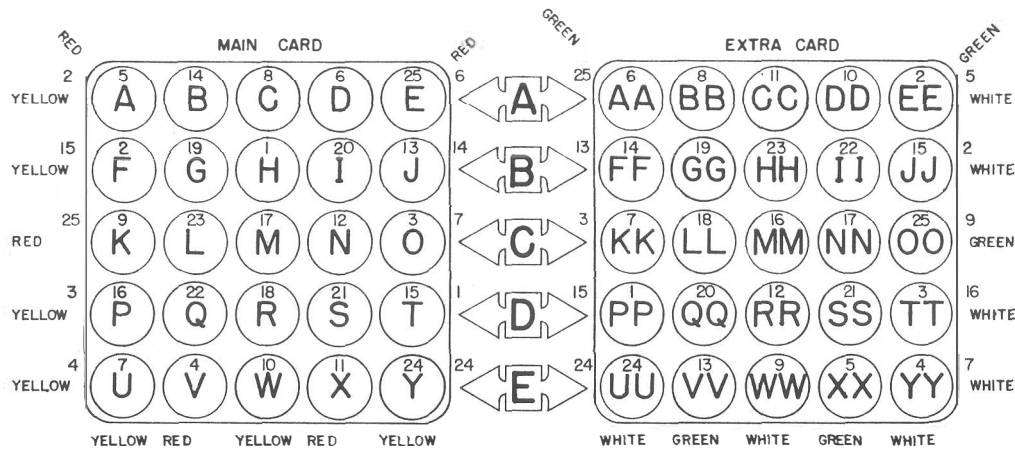 RED MAIN CARD RED GREEN EXTRA CARD GREEN
2 5 14 8 6 25 6 25 6 8 11 10 2 5
YELLOW A B C D E A AA BB CC DD EE WHITE
15 2 19 1 20 13 14 13 14 19 23 22 15 2
YELLOW F G H I J B FF GG HH II JJ WHITE
25 9 23 17 12 3 7 3 7 18 16 17 25 9
RED K L M N O C KK LL MM NN OO GREEN
3 16 22 18 21 15 1 15 1 20 12 21 3 16
YELLOW P Q R S T D PP QQ RR SS TT WHITE
4 7 4 10 11 24 24 24 24 13 9 5 4 7
YELLOW U V W X Y E UU VV WW XX YY WHITE
YELLOW RED YELLOW RED YELLOW WHITE GREEN WHITE GREEN WHITE